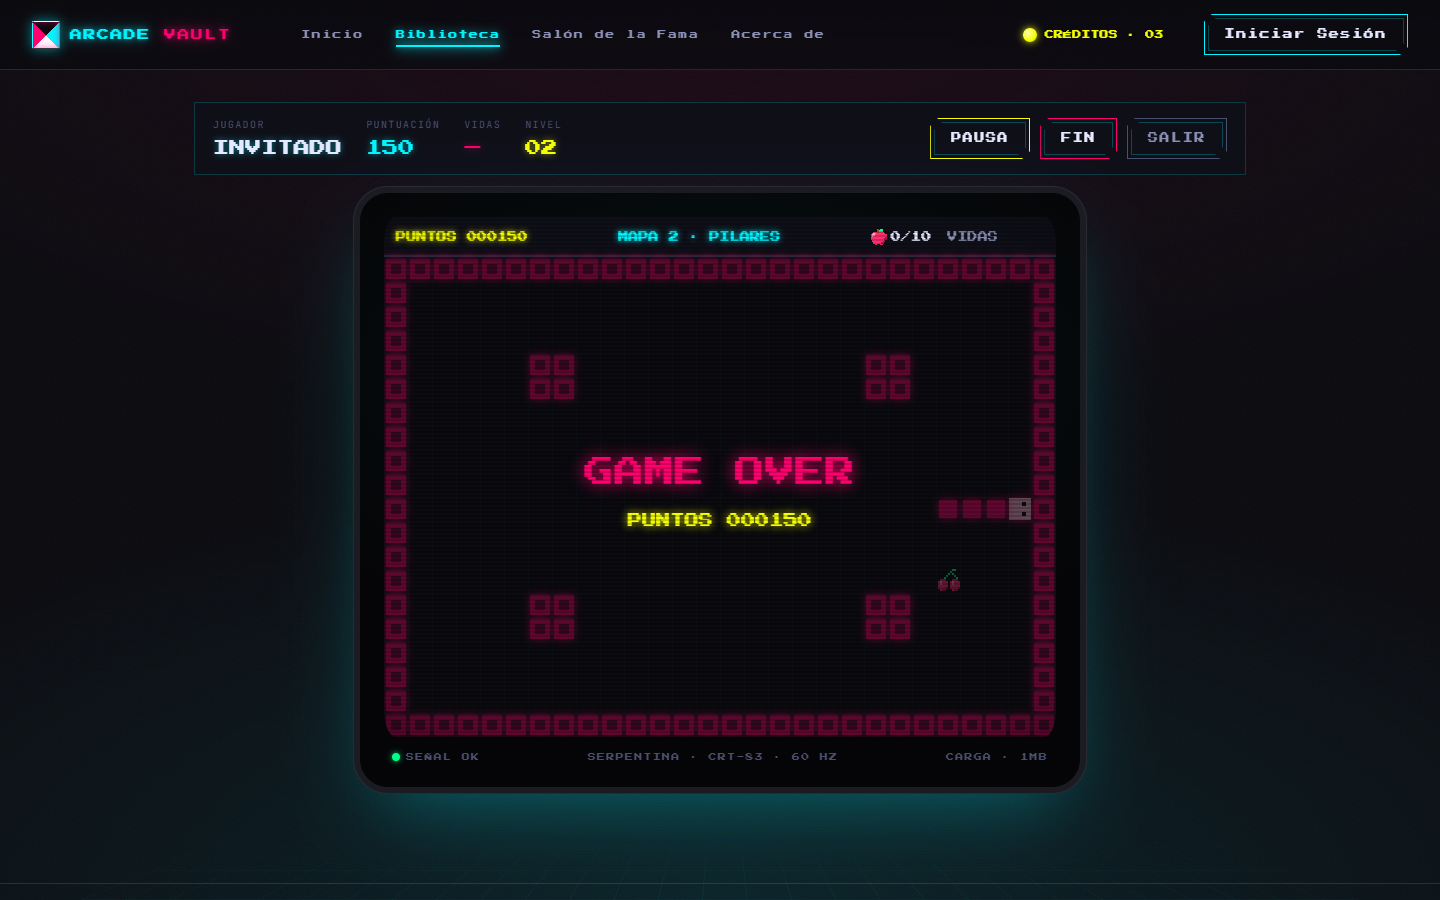 ARCADE VAULT
Inicio
Biblioteca
Salón de la Fama
Acerca de
CRéDITOS · 03
Iniciar Sesión
JUGADOR
INVITADO
PUNTUACIÓN
150
VIDAS
—
NIVEL
02
PAUSA
FIN
SALIR
PUNTOS 000150
MAPA 2 · PILARES
0/10
VIDAS
GAME OVER
PUNTOS 000150
SEñAL OK
SERPENTINA · CRT-83 · 60 HZ
CARGA · 1MB